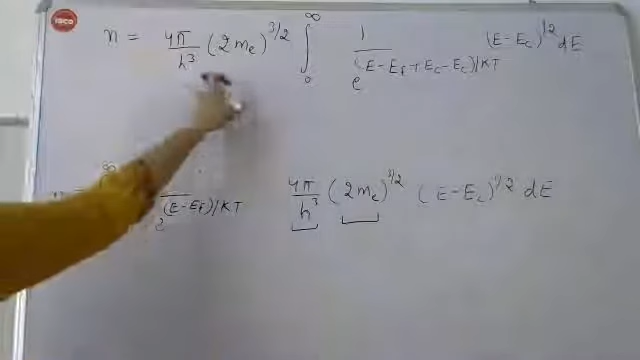 IOCO
n = 4π/h³ (2mₑ)^3/2 ∫₀^∞ 1/e^(E-E_F+E_C-E_C)/KT (E-E_C)^1/2 dE
∞ e^(E-E_F)/KT 4π/h³ (2mₑ)^3/2 (E-E_C)^1/2 dE